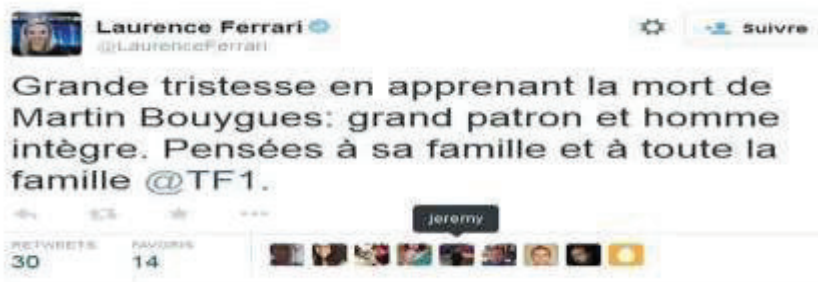 Laurence Ferrari
@LaurenceFerrari
Suivre
Grande tristesse en apprenant la mort de
Martin Bouygues: grand patron et homme
intègre. Pensées à sa famille et à toute la
famille @TF1.
jeremy
RETWEETS FAVORIS
30 14